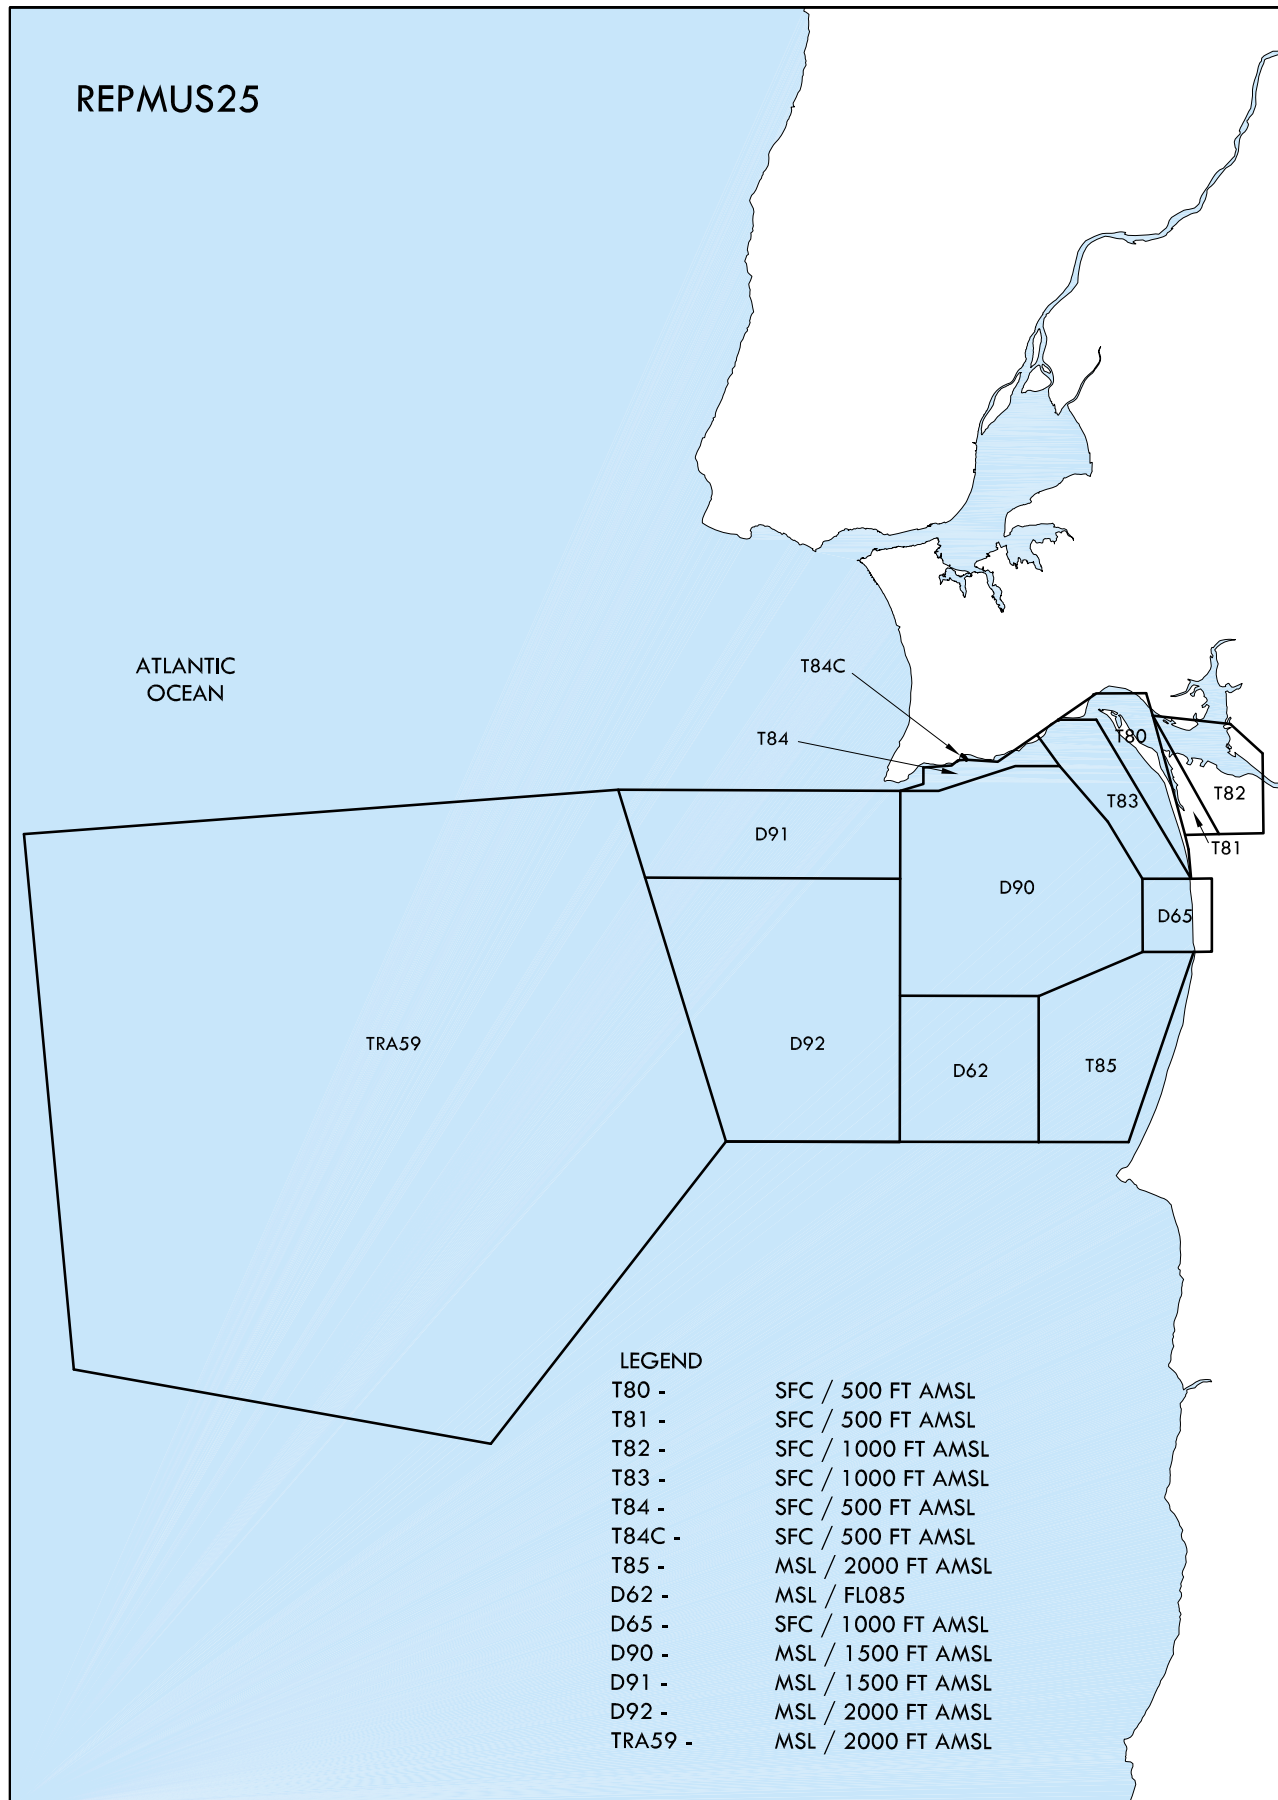 REPMUS25
ATLANTIC
OCEAN
T84C
T84
T80
T83
T82
T81
D91
D90
D65
TRA59
D92
D62
T85
LEGEND
T80 - SFC / 500 FT AMSL
T81 - SFC / 500 FT AMSL
T82 - SFC / 1000 FT AMSL
T83 - SFC / 1000 FT AMSL
T84 - SFC / 500 FT AMSL
T84C - SFC / 500 FT AMSL
T85 - MSL / 2000 FT AMSL
D62 - MSL / FL085
D65 - SFC / 1000 FT AMSL
D90 - MSL / 1500 FT AMSL
D91 - MSL / 1500 FT AMSL
D92 - MSL / 2000 FT AMSL
TRA59 - MSL / 2000 FT AMSL